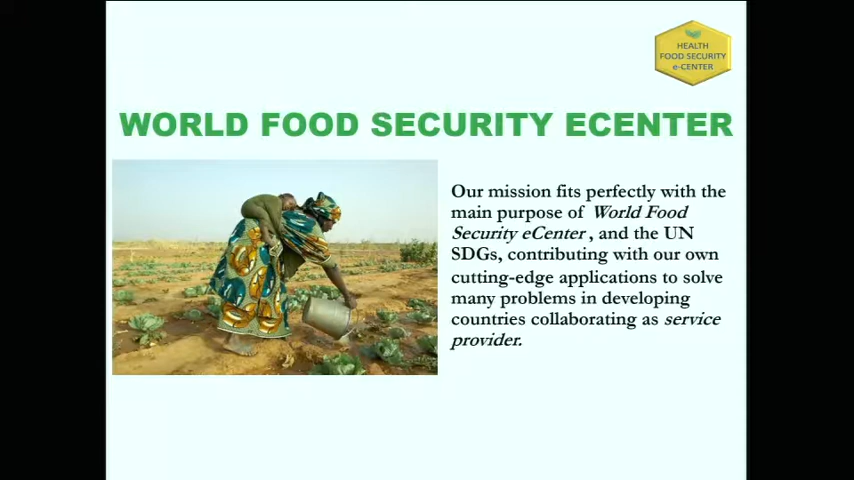 HEALTH
FOOD SECURITY
e-CENTER
WORLD FOOD SECURITY ECENTER
Our mission fits perfectly with the
main purpose of World Food
Security eCenter , and the UN
SDGs, contributing with our own
cutting-edge applications to solve
many problems in developing
countries collaborating as service
provider.